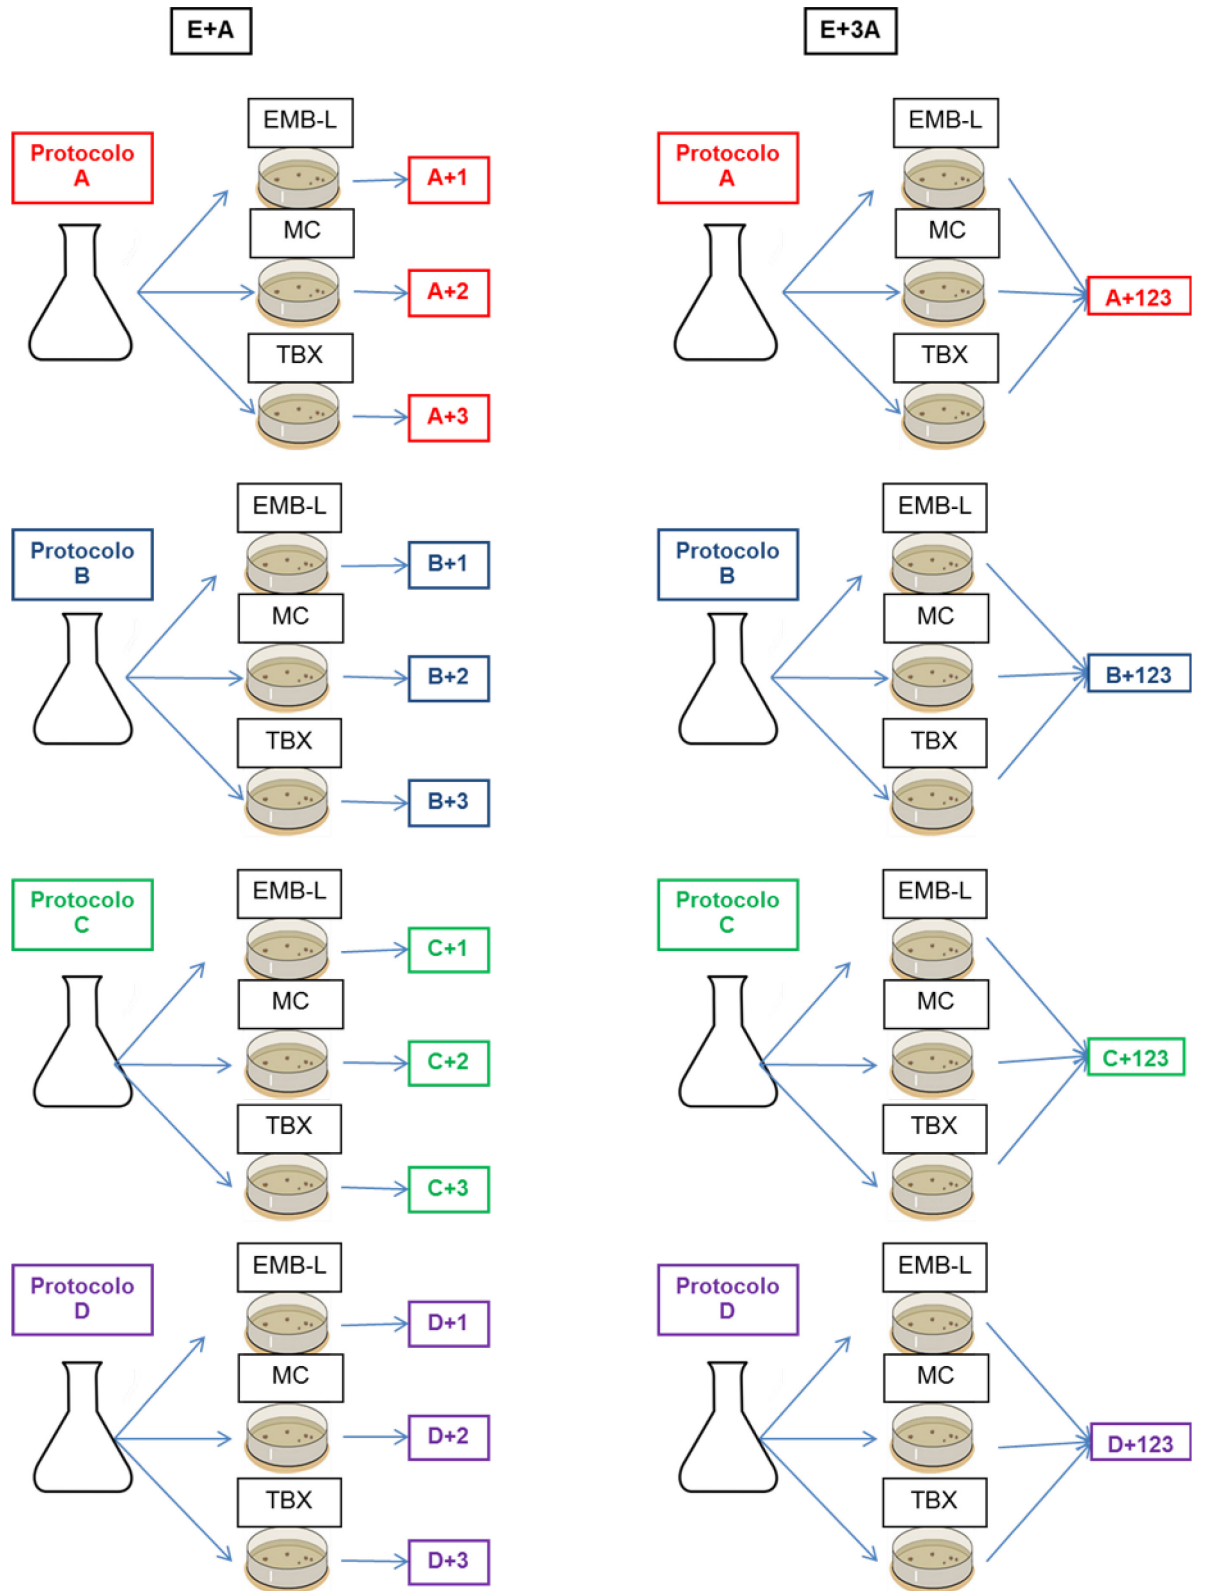 E+A
E+3A
EMB-L
Protocolo
A
A+1
MC
A+2
TBX
A+3
EMB-L
Protocolo
A
MC
A+123
TBX
EMB-L
Protocolo
B
B+1
MC
B+2
TBX
B+3
EMB-L
Protocolo
B
MC
B+123
TBX
EMB-L
Protocolo
C
C+1
MC
C+2
TBX
C+3
EMB-L
Protocolo
C
MC
C+123
TBX
EMB-L
Protocolo
D
D+1
MC
D+2
TBX
D+3
EMB-L
Protocolo
D
MC
D+123
TBX